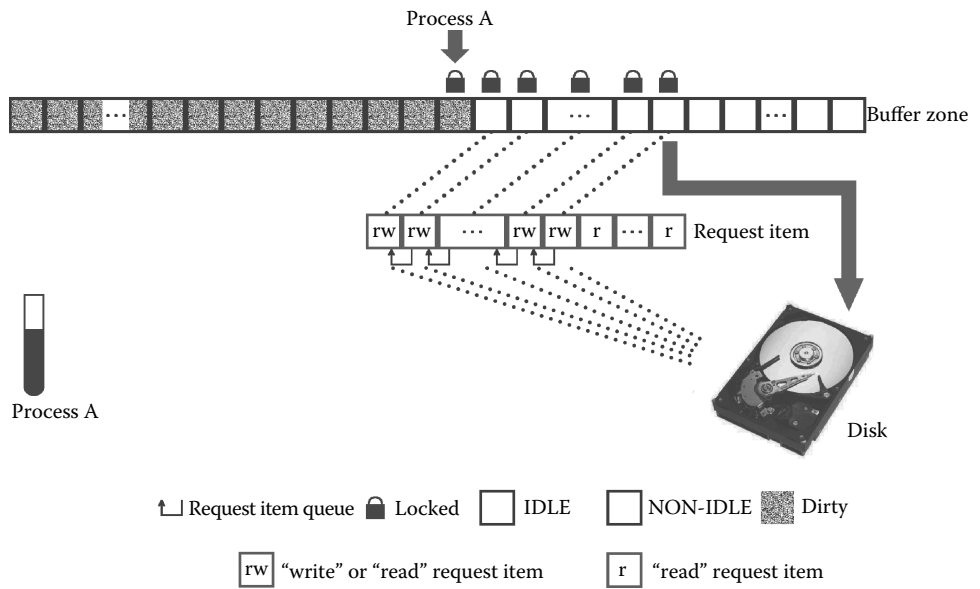 Process A
... ... ...
Buffer zone
rw rw ... rw rw r ... r
Request item
Process A
Disk
Request item queue Locked IDLE NON-IDLE Dirty
rw “write” or “read” request item r “read” request item